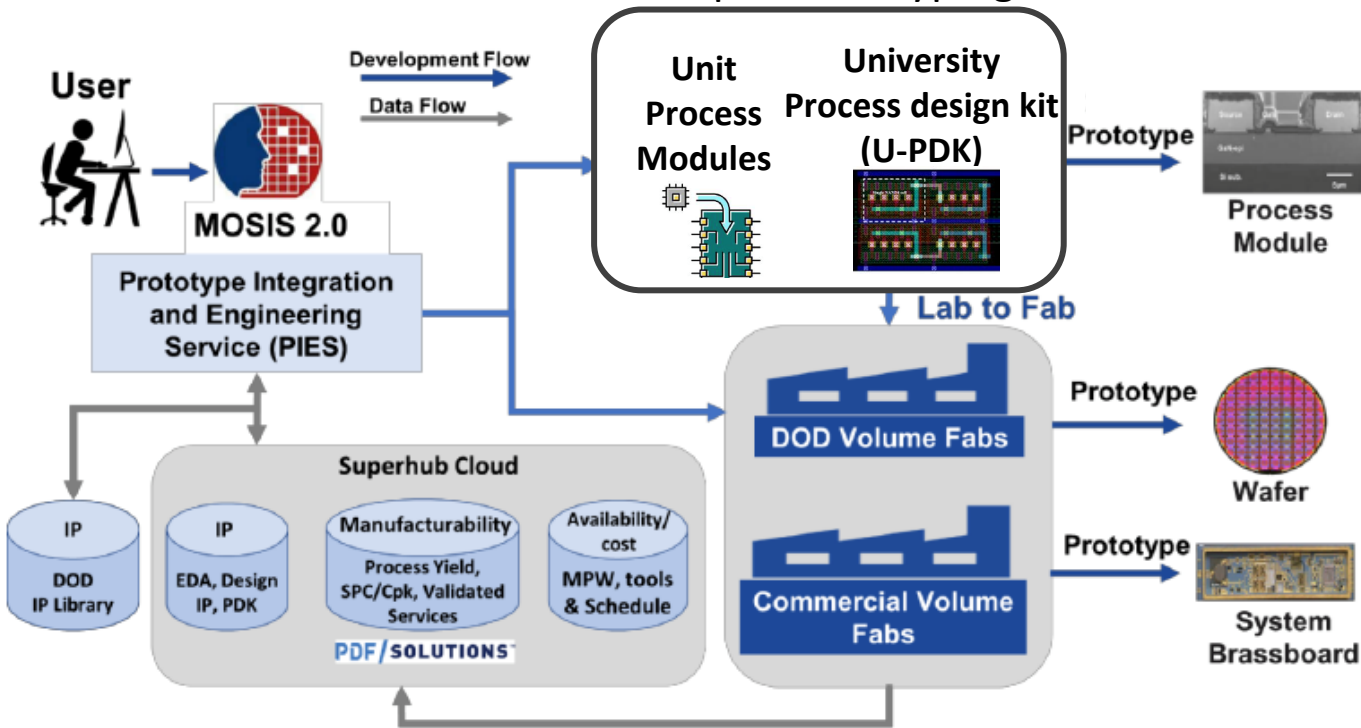 Development Flow
Data Flow
User
MOSIS 2.0
Prototype Integration
and Engineering
Service (PIES)
Unit
Process
Modules
University
Process design kit
(U-PDK)
Prototype
Source
Drain
Process
Module
Lab to Fab
DOD Volume Fabs
Prototype
Wafer
Commercial Volume
Fabs
Prototype
System
Brassboard
Superhub Cloud
IP
DOD
IP Library
IP
EDA, Design
IP, PDK
Manufacturability
Process Yield,
SPC/Cpk, Validated
Services
Availability/
cost
MPW, tools
& Schedule
PDF/SOLUTIONS™